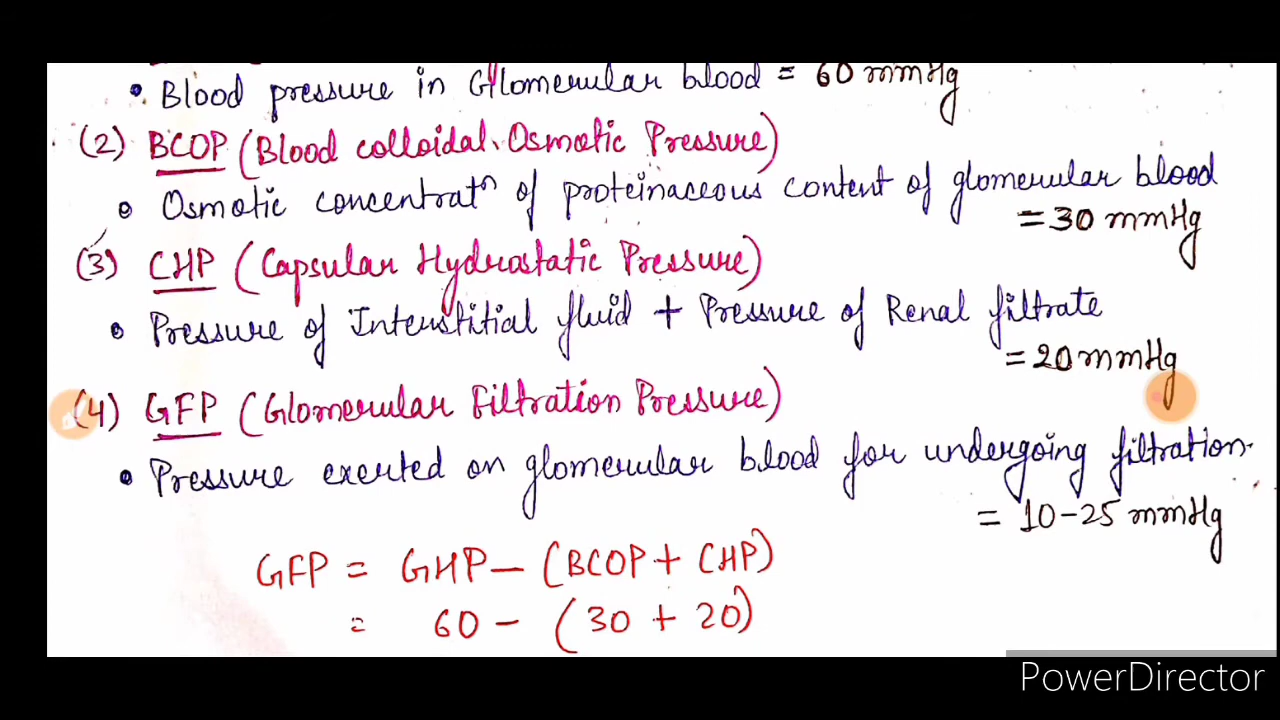 • Blood pressure in Glomerular blood = 60 mmHg
(2) BCOP (Blood colloidal Osmotic Pressure)
• Osmotic concentratⁿ of proteinaceous content of glomerular blood
= 30 mmHg
(3) CHP (Capsular Hydrostatic Pressure)
• Pressure of Interstitial fluid + Pressure of Renal filtrate
= 20 mmHg
(4) GFP (Glomerular Filtration Pressure)
• Pressure exerted on glomerular blood for undergoing filtration.
= 10-25 mmHg
GFP = GHP - (BCOP + CHP)
= 60 - (30 + 20)
PowerDirector